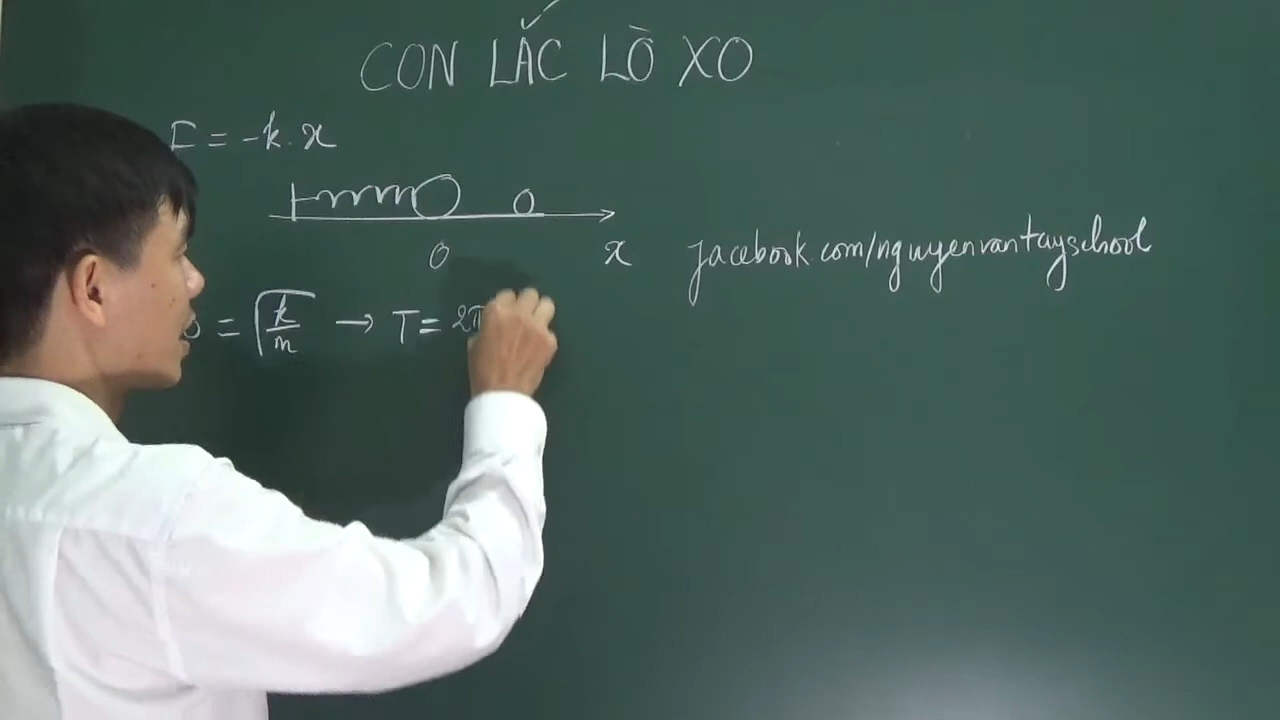 CON LẮC LÒ XO
F = -k.x
O
x facebook.com/nguyenvantayschool
= √k/m → T = 2π